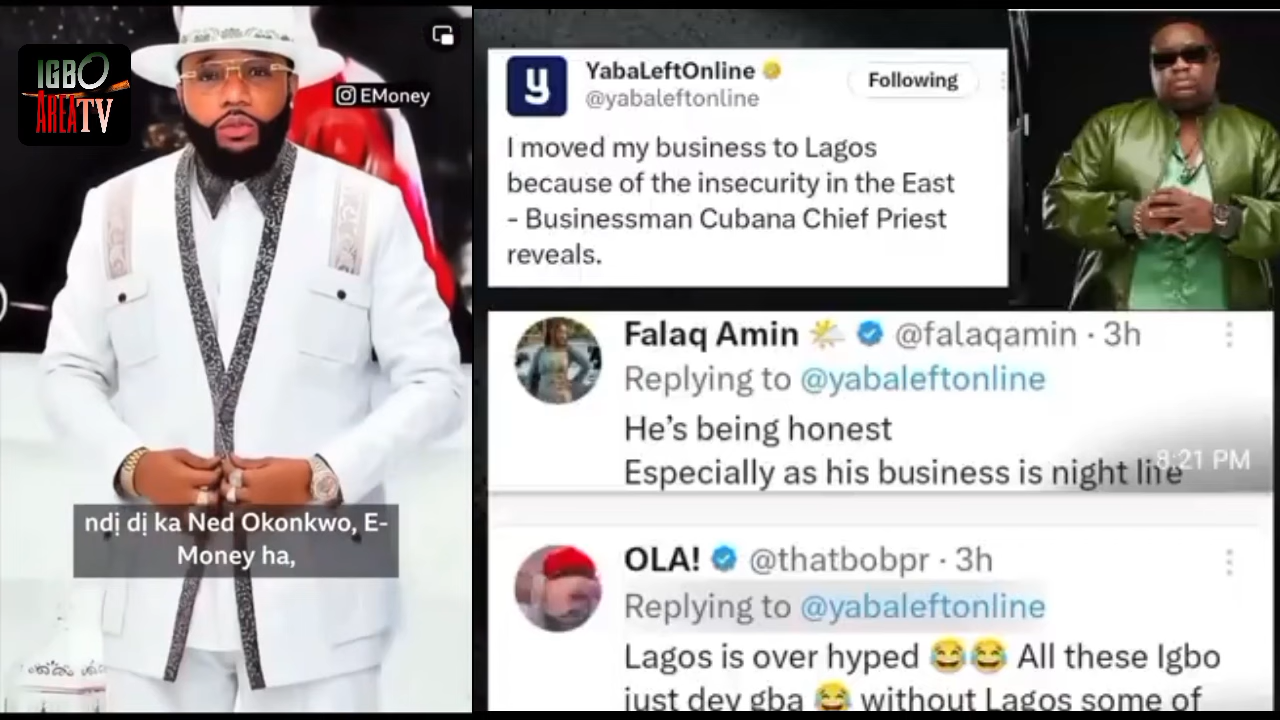 IGBO
AREATV
EMoney
ndị dị ka Ned Okonkwo, E-
Money ha,
y
YabaLeftOnline
@yabaleftonline
Following
I moved my business to Lagos
because of the insecurity in the East
- Businessman Cubana Chief Priest
reveals.
Falaq Amin 🌤️ @falaqamin · 3h
Replying to @yabaleftonline
He’s being honest
Especially as his business is night life
8:21 PM
OLA! @thatbobpr · 3h
Replying to @yabaleftonline
Lagos is over hyped 😂😂 All these Igbo
just dey gba 😂 without Lagos some of